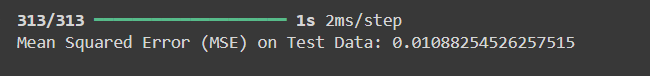 313/313 ━━━━━━━━━━━━━━━━━━━━ 1s 2ms/step
Mean Squared Error (MSE) on Test Data: 0.01088254526257515